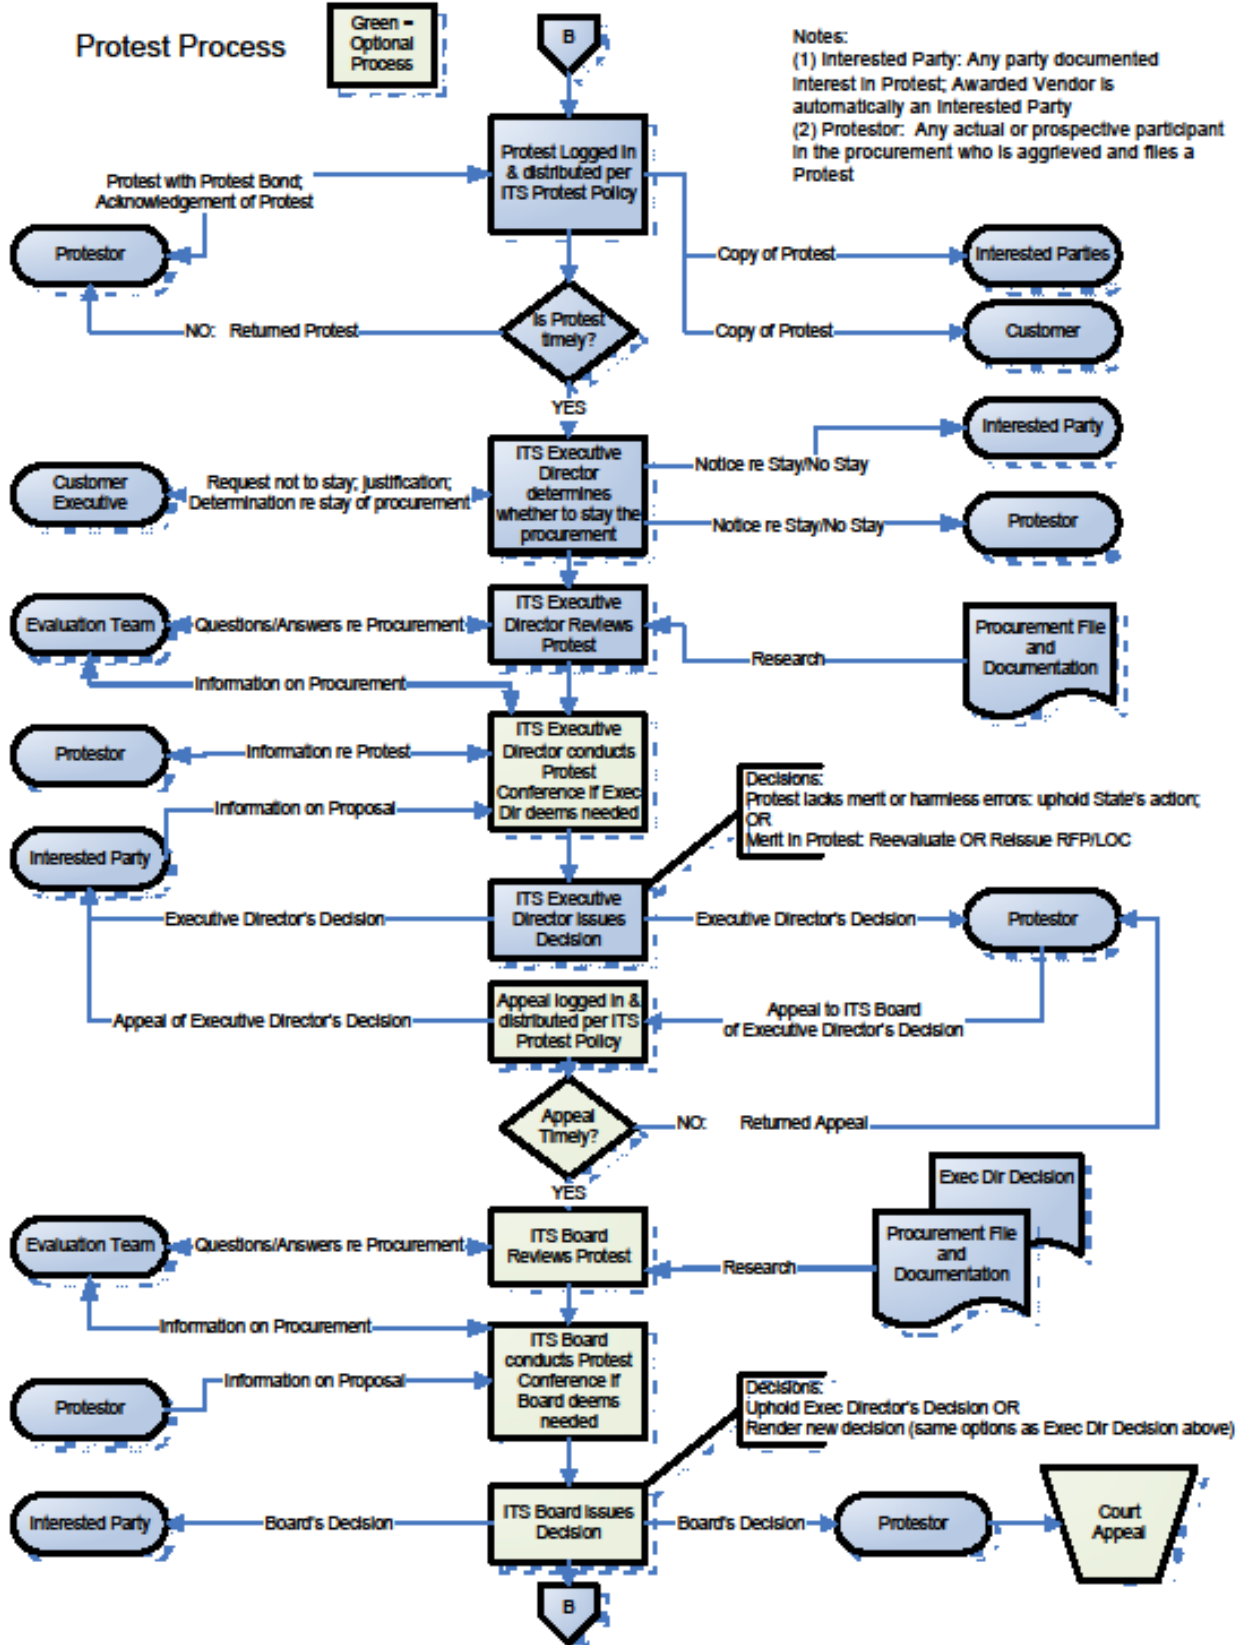 Protest Process
Green =
Optional
Process
B
Notes:
(1) Interested Party: Any party documented
Interest in Protest; Awarded Vendor is
automatically an Interested Party
(2) Protestor: Any actual or prospective participant
in the procurement who is aggrieved and files a
Protest
Protest Logged in
& distributed per
ITS Protest Policy
Protest with Protest Bond;
Acknowledgement of Protest
Protestor
Copy of Protest
Interested Parties
NO: Returned Protest
Is Protest
timely?
Copy of Protest
Customer
YES
Interested Party
Customer
Executive
Request not to stay; justification;
Determination re stay of procurement
ITS Executive
Director
determines
whether to stay the
procurement
Notice re Stay/No Stay
Notice re Stay/No Stay
Protestor
Evaluation Team
Questions/Answers re Procurement
ITS Executive
Director Reviews
Protest
Research
Procurement File
and
Documentation
Information on Procurement
Protestor
Information re Protest
ITS Executive
Director conducts
Protest
Conference if Exec
Dir deems needed
Information on Proposal
Interested Party
Decisions:
Protest lacks merit or harmless errors: uphold State's action;
OR
Merit in Protest: Reevaluate OR Reissue RFP/LOC
Executive Director's Decision
ITS Executive
Director Issues
Decision
Executive Director's Decision
Protestor
Appeal of Executive Director's Decision
Appeal logged in &
distributed per ITS
Protest Policy
Appeal to ITS Board
of Executive Director's Decision
Appeal
Timely?
NO: Returned Appeal
YES
Exec Dir Decision
Evaluation Team
Questions/Answers re Procurement
ITS Board
Reviews Protest
Research
Procurement File
and
Documentation
Information on Procurement
ITS Board
conducts Protest
Conference if
Board deems
needed
Information on Proposal
Protestor
Decisions:
Uphold Exec Director's Decision OR
Render new decision (same options as Exec Dir Decision above)
Interested Party
Board's Decision
ITS Board issues
Decision
Board's Decision
Protestor
Court
Appeal
B